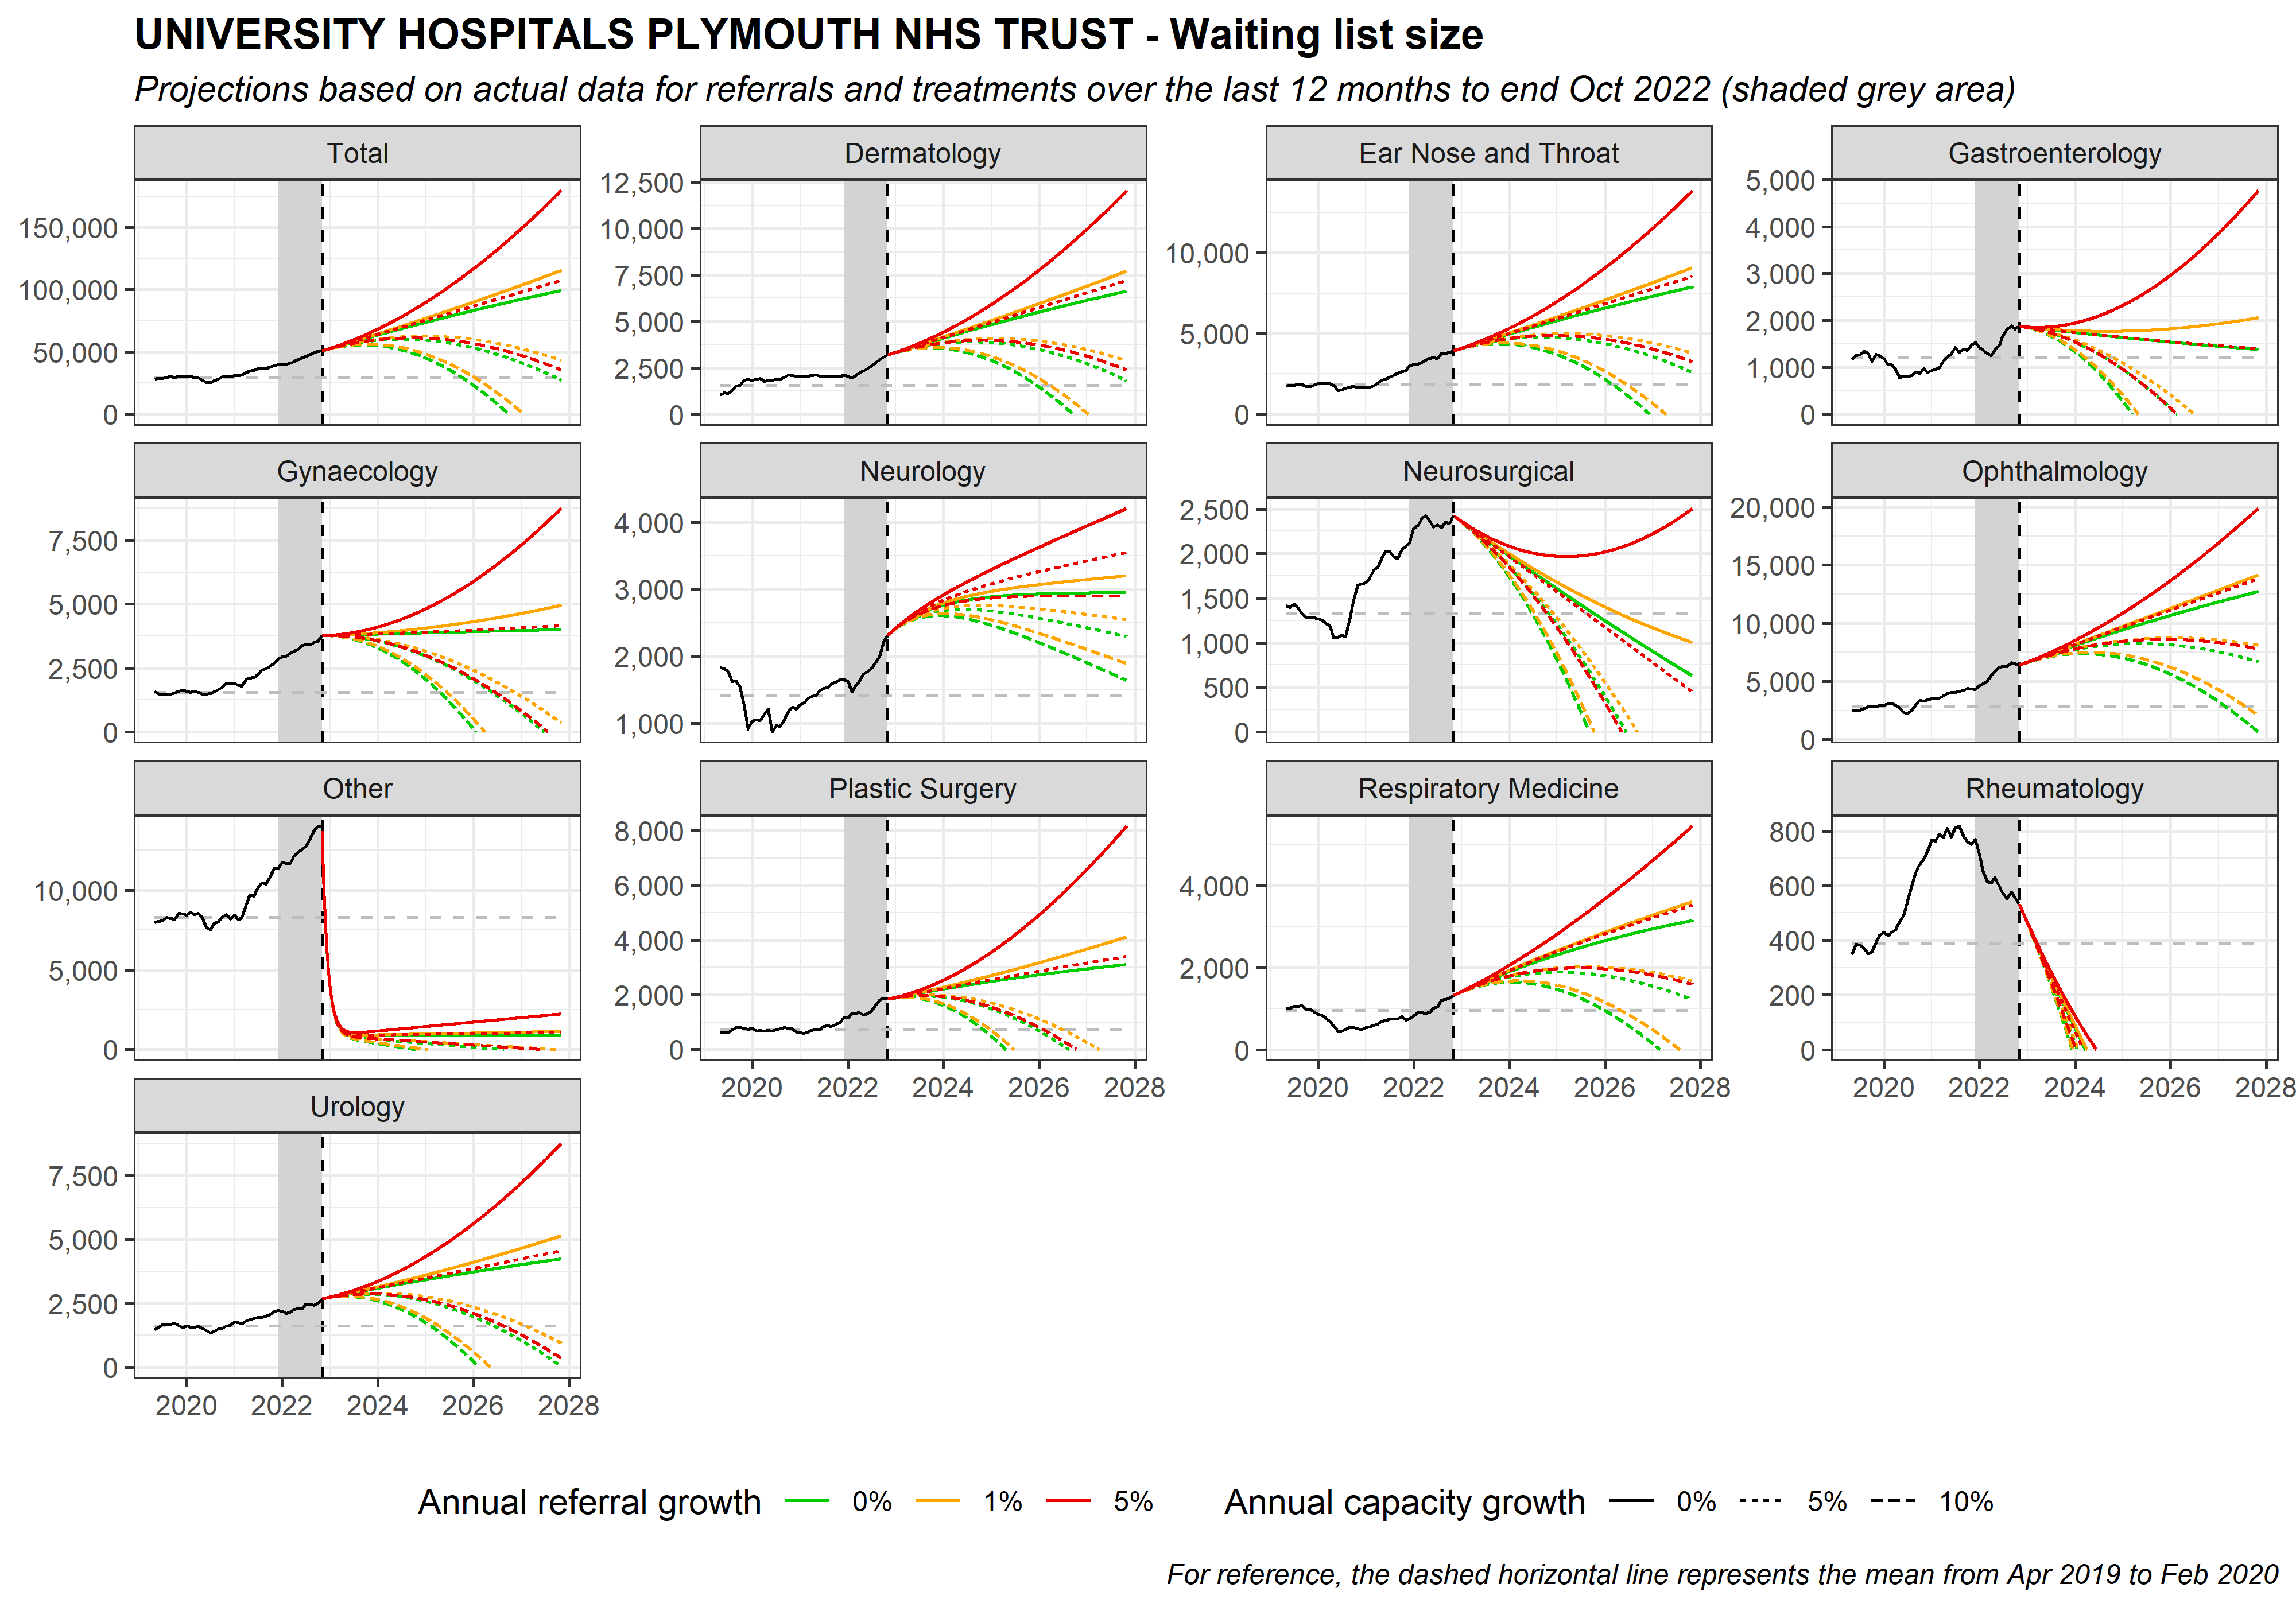 UNIVERSITY HOSPITALS PLYMOUTH NHS TRUST - Waiting list size
Projections based on actual data for referrals and treatments over the last 12 months to end Oct 2022 (shaded grey area)
Total
150,000
100,000
50,000
0
Dermatology
12,500
10,000
7,500
5,000
2,500
0
Ear Nose and Throat
10,000
5,000
0
Gastroenterology
5,000
4,000
3,000
2,000
1,000
0
Gynaecology
7,500
5,000
2,500
0
Neurology
4,000
3,000
2,000
1,000
Neurosurgical
2,500
2,000
1,500
1,000
500
0
Ophthalmology
20,000
15,000
10,000
5,000
0
Other
10,000
5,000
0
Plastic Surgery
8,000
6,000
4,000
2,000
0
2020 2022 2024 2026 2028
Respiratory Medicine
4,000
2,000
0
2020 2022 2024 2026 2028
Rheumatology
800
600
400
200
0
2020 2022 2024 2026 2028
Urology
7,500
5,000
2,500
0
2020 2022 2024 2026 2028
Annual referral growth 0% 1% 5% Annual capacity growth 0% 5% 10%
For reference, the dashed horizontal line represents the mean from Apr 2019 to Feb 2020